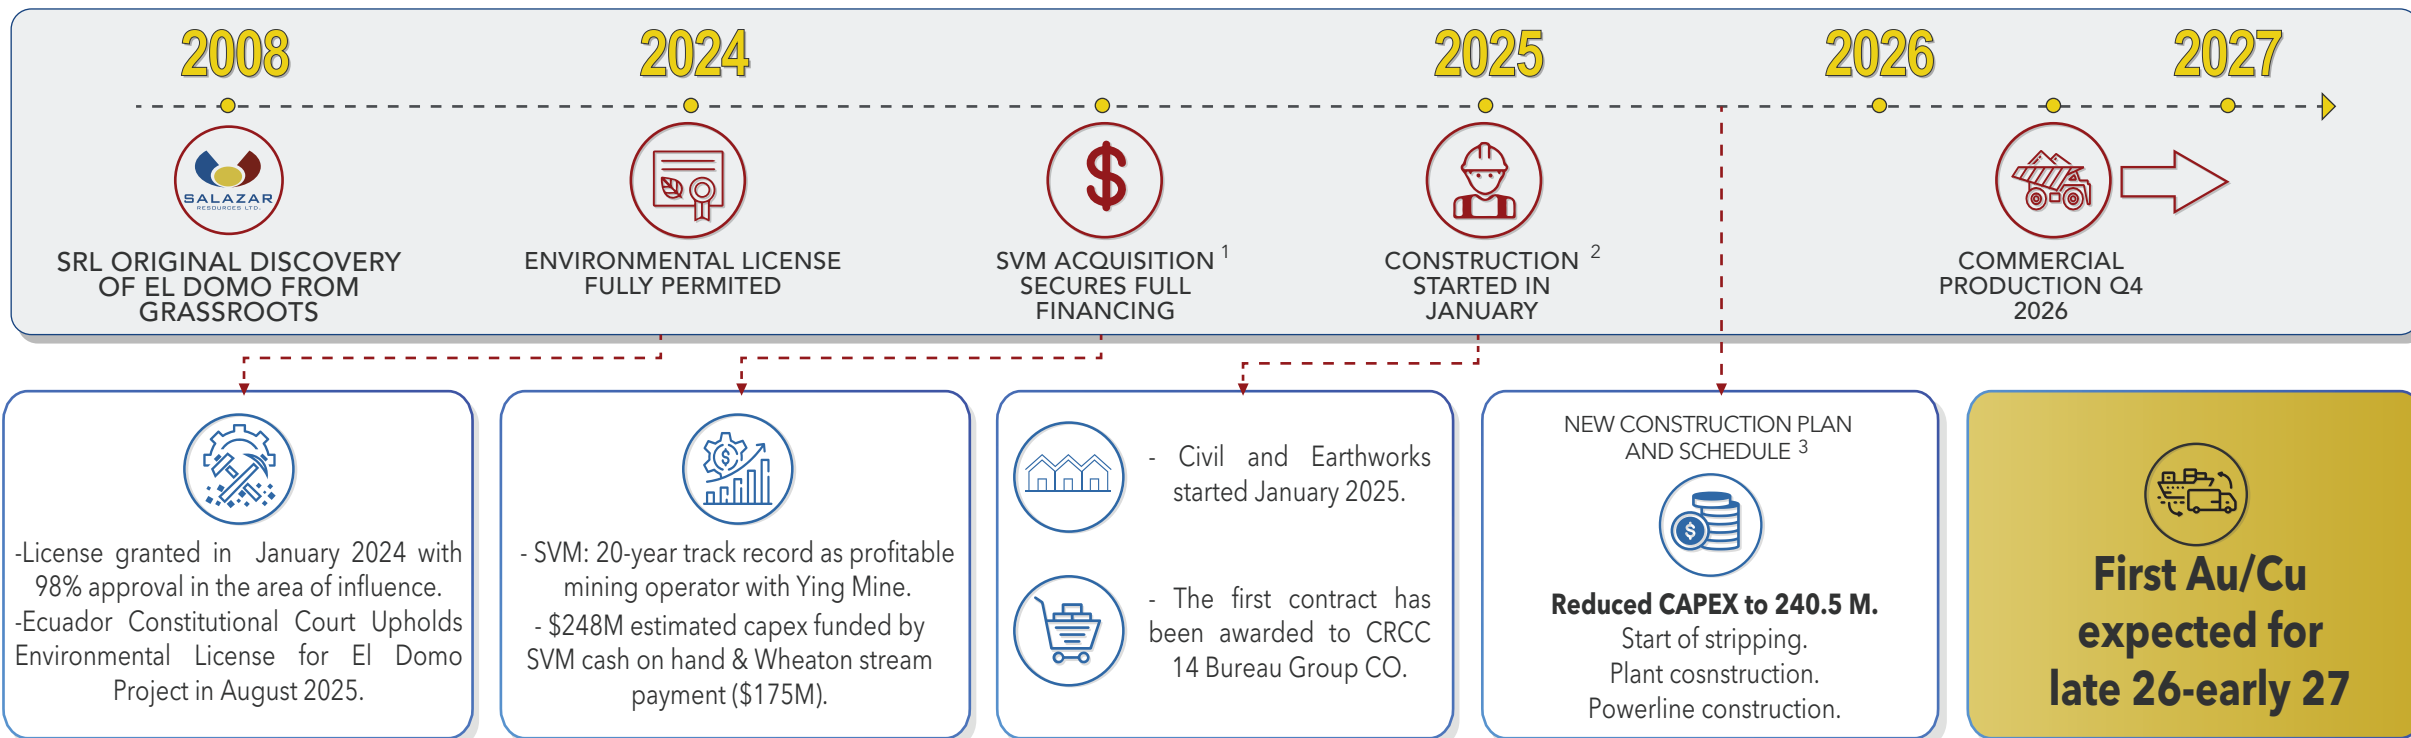 2008
2024
2025
2026
2027
SALAZAR
RESOURCES LTD.
SRL ORIGINAL DISCOVERY
OF EL DOMO FROM
GRASSROOTS
ENVIRONMENTAL LICENSE
FULLY PERMITED
$
SVM ACQUISITION 1
SECURES FULL
FINANCING
CONSTRUCTION 2
STARTED IN
JANUARY
COMMERCIAL
PRODUCTION Q4
2026
-License granted in January 2024 with
98% approval in the area of influence.
-Ecuador Constitutional Court Upholds
Environmental License for El Domo
Project in August 2025.
$
- SVM: 20-year track record as profitable
mining operator with Ying Mine.
- $248M estimated capex funded by
SVM cash on hand & Wheaton stream
payment ($175M).
- Civil and Earthworks
started January 2025.
- The first contract has
been awarded to CRCC
14 Bureau Group CO.
NEW CONSTRUCTION PLAN
AND SCHEDULE 3
$
Reduced CAPEX to 240.5 M.
Start of stripping.
Plant cosnstruction.
Powerline construction.
First Au/Cu
expected for
late 26-early 27